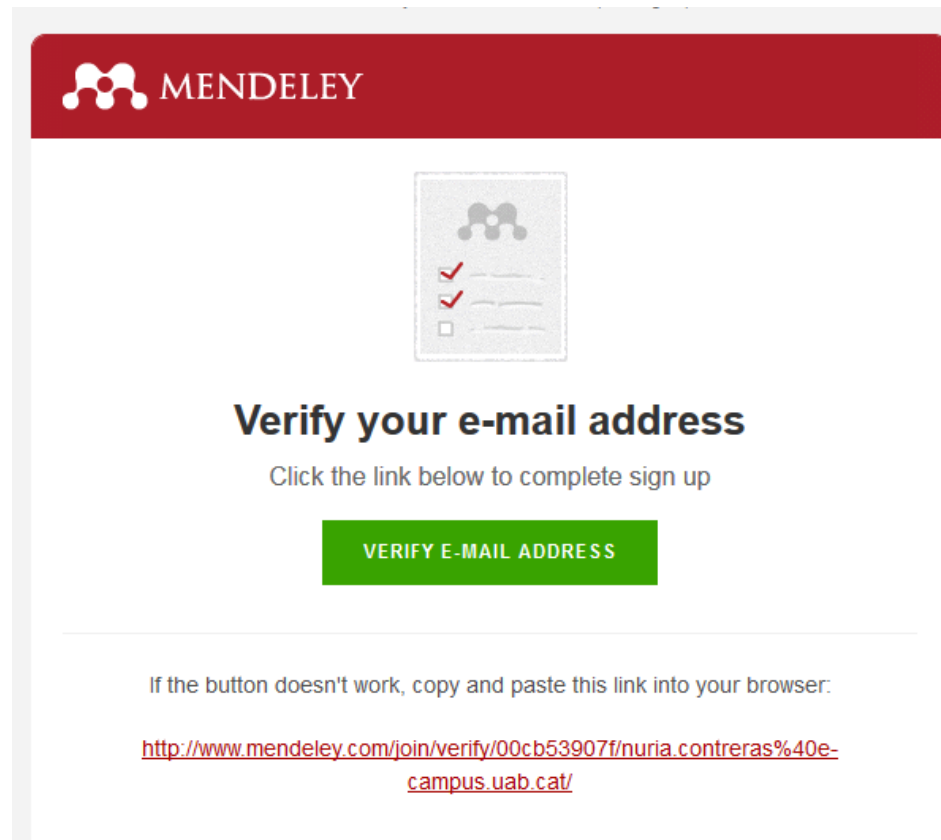 MENDELEY
Verify your e-mail address
Click the link below to complete sign up
VERIFY E-MAIL ADDRESS
If the button doesn't work, copy and paste this link into your browser:
http://www.mendeley.com/join/verify/00cb53907f/nuria.contreras%40e-
campus.uab.cat/